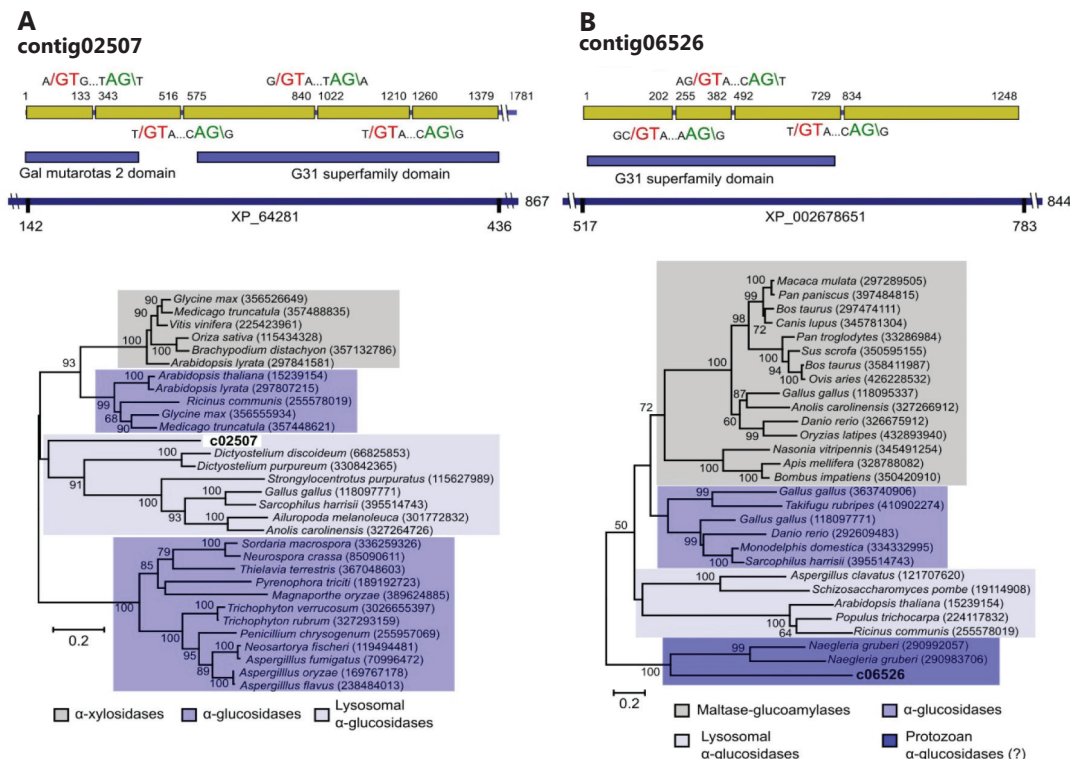 A
contig02507
A/GTG...TAG\T
G/GTA...TAG\A
1 133 343 516 575 840 1022 1210 1260 1379 1781
T/GTA...CAG\G
T/GTA...CAG\G
Gal mutarotas 2 domain
G31 superfamily domain
867
XP_64281
142
436
90
Glycine max (356526649)
90
Medicago truncatula (357488835)
Vitis vinifera (225423961)
Oriza sativa (115434328)
100
100
Brachypodium distachyon (357132786)
93
Arabidopsis lyrata (297841581)
100
Arabidopsis thaliana (15239154)
Arabidopsis lyrata (297807215)
99
Ricinus communis (255578019)
68
Glycine max (356555934)
90
Medicago truncatula (357448621)
c02507
100
Dictyostelium discoideum (66825853)
Dictyostelium purpureum (330842365)
91
Strongylocentrotus purpuratus (115627989)
100
Gallus gallus (118097771)
Sarcophilus harrisii (395514743)
93
Ailuropoda melanoleuca (301772832)
100
Anolis carolinensis (327264726)
100
Sordaria macrospora (336259326)
79
Neurospora crassa (85090611)
85
Thielavia terrestris (367048603)
Pyrenophora triciti (189192723)
Magnaporthe oryzae (389624885)
100
100
Trichophyton verrucosum (3026655397)
Trichophyton rubrum (327293159)
100
Penicillium chrysogenum (255957069)
95
Neosartorya fischeri (119494481)
100
Aspergilllus fumigatus (70996472)
89
Aspergilllus oryzae (169767178)
100
Aspergilllus flavus (238484013)
0.2
α-xylosidases
α-glucosidases
Lysosomal
α-glucosidases
B
contig06526
AG/GTA...CAG\T
1 202 255 382 492 729 834 1248
GC/GTA...AAG\G
T/GTA...CAG\G
G31 superfamily domain
844
XP_002678651
517
783
100
Macaca mulata (297289505)
99
Pan paniscus (397484815)
98
Bos taurus (297474111)
72
Canis lupus (345781304)
Pan troglodytes (33286984)
100
Sus scrofa (350595155)
100
94
Bos taurus (358411987)
100
Ovis aries (426228532)
87
Gallus gallus (118095337)
Anolis carolinensis (327266912)
72
60
Danio rerio (326675912)
99
Oryzias latipes (432893940)
Nasonia vitripennis (345491254)
100
Apis mellifera (328788082)
100
Bombus impatiens (350420910)
99
Gallus gallus (363740906)
Takifugu rubripes (410902274)
50
Gallus gallus (118097771)
99
Danio rerio (292609483)
Monodelphis domestica (334332995)
100
Sarcophilus harrisii (395514743)
100
Aspergillus clavatus (121707620)
Schizosaccharomyces pombe (19114908)
Arabidopsis thaliana (15239154)
100
Populus trichocarpa (224117832)
64
Ricinus communis (255578019)
99
Naegleria gruberi (290992057)
Naegleria gruberi (290983706)
100
c06526
0.2
Maltase-glucoamylases
α-glucosidases
Lysosomal
α-glucosidases
Protozoan
α-glucosidases (?)